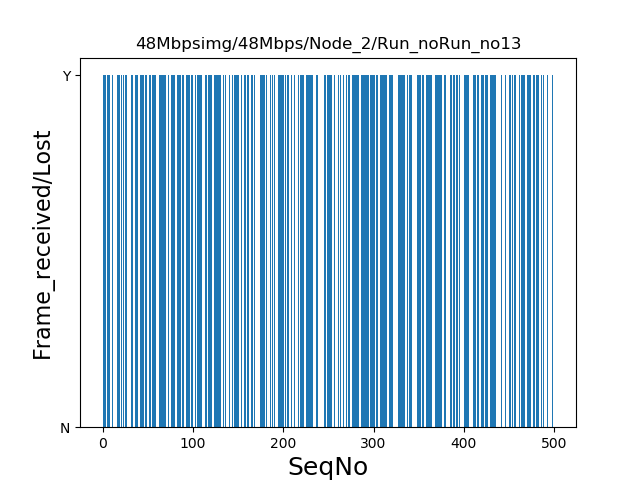 48Mbpsimg/48Mbps/Node_2/Run_noRun_no13
Y
Frame_received/Lost
N
0 100 200 300 400 500
SeqNo